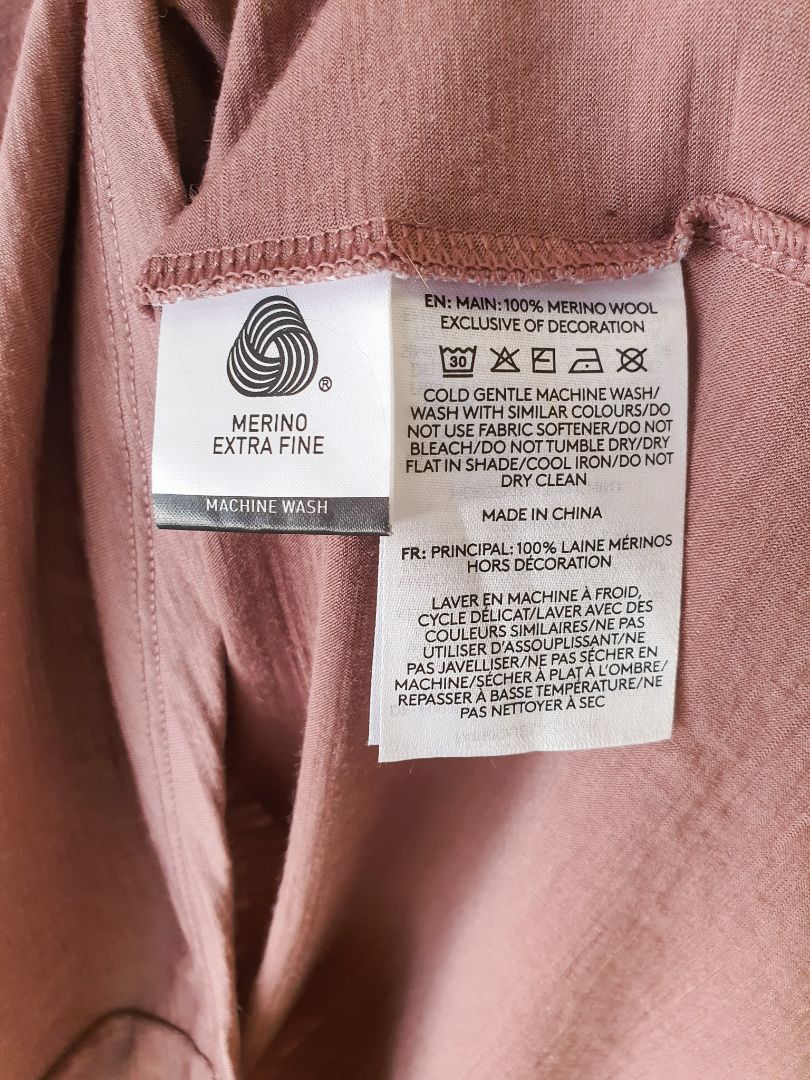 ®
MERINO
EXTRA FINE
MACHINE WASH
EN: MAIN: 100% MERINO WOOL
EXCLUSIVE OF DECORATION
30
COLD GENTLE MACHINE WASH/
WASH WITH SIMILAR COLOURS/DO
NOT USE FABRIC SOFTENER/DO NOT
BLEACH/DO NOT TUMBLE DRY/DRY
FLAT IN SHADE/COOL IRON/DO NOT
DRY CLEAN
MADE IN CHINA
FR: PRINCIPAL: 100% LAINE MÉRINOS
HORS DÉCORATION
LAVER EN MACHINE À FROID,
CYCLE DÉLICAT/LAVER AVEC DES
COULEURS SIMILAIRES/NE PAS
UTILISER D'ASSOUPLISSANT/NE
PAS JAVELLISER/NE PAS SÉCHER EN
MACHINE/SÉCHER À PLAT À L'OMBRE/
REPASSER À BASSE TEMPÉRATURE/NE
PAS NETTOYER À SEC